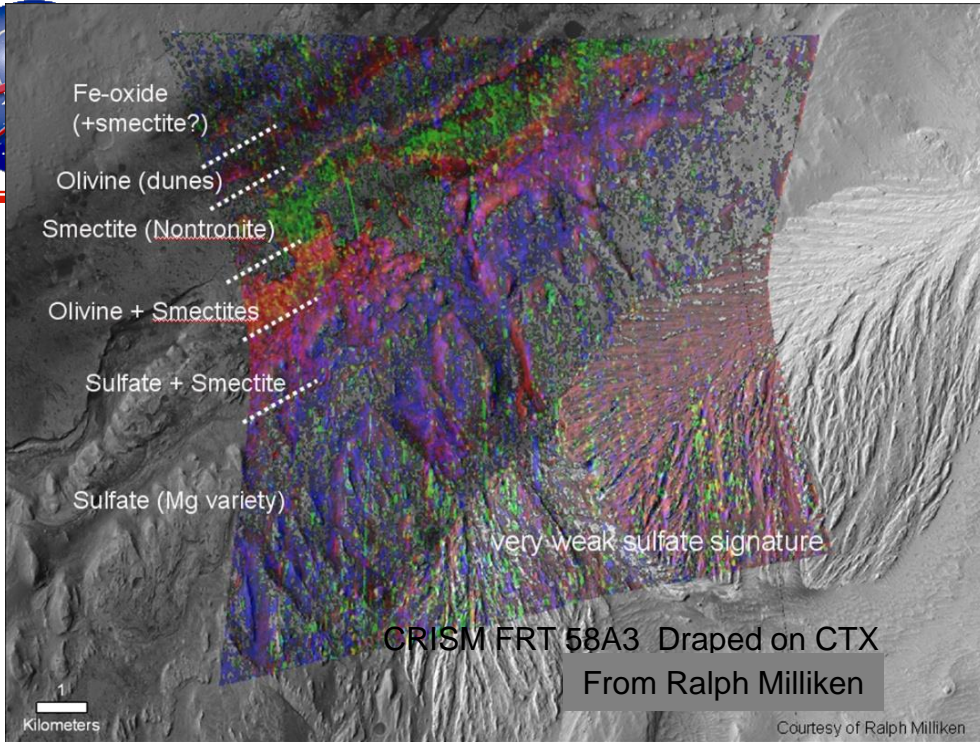 Fe-oxide
(+smectite?)
Olivine (dunes)
Smectite (Nontronite)
Olivine + Smectites
Sulfate + Smectite
Sulfate (Mg variety)
very weak sulfate signature
CRISM FRT 58A3 Draped on CTX
From Ralph Milliken
1
Kilometers
Courtesy of Ralph Milliken